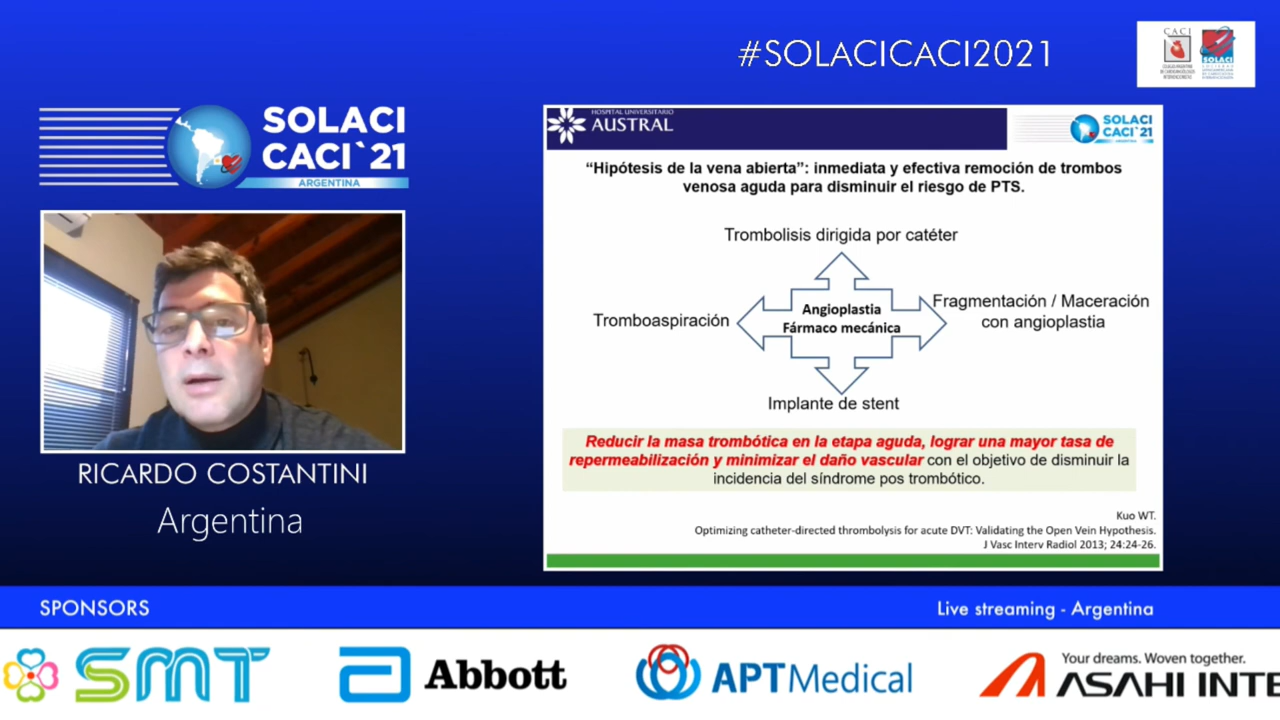 #SOLACICACI2021
CACI
SOLACI
SOLACI
CACI`21
ARGENTINA
HOSPITAL UNIVERSITARIO
AUSTRAL
SOLACI
CACI`21
ARGENTINA
“Hipótesis de la vena abierta”: inmediata y efectiva remoción de trombos
venosa aguda para disminuir el riesgo de PTS.
Trombolisis dirigida por catéter
Tromboaspiración
Angioplastia
Fármaco mecánica
Fragmentación / Maceración
con angioplastia
Implante de stent
Reducir la masa trombótica en la etapa aguda, lograr una mayor tasa de
repermeabilización y minimizar el daño vascular con el objetivo de disminuir la
incidencia del síndrome pos trombótico.
Kuo WT.
Optimizing catheter-directed thrombolysis for acute DVT: Validating the Open Vein Hypothesis.
J Vasc Interv Radiol 2013; 24:24-26.
RICARDO COSTANTINI
Argentina
SPONSORS
Live streaming - Argentina
SMT
Abbott
APTMedical
Your dreams. Woven together.
ASAHI INTE